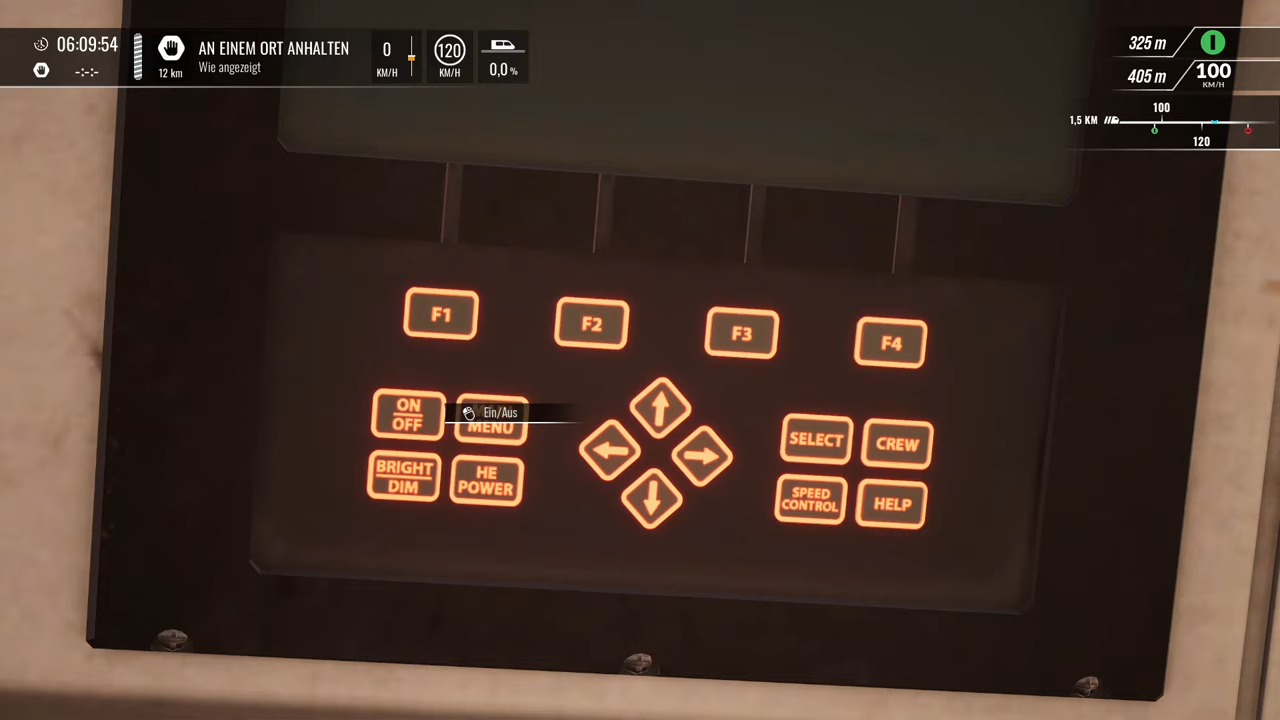 06:09:54
-:-:-
12 km
AN EINEM ORT ANHALTEN
Wie angezeigt
0
KM/H
120
KM/H
0,0 %
325 m
405 m
100
KM/H
1,5 KM
100
120
F1
F2
F3
F4
ON
OFF
MENU
Ein/Aus
BRIGHT
DIM
HE
POWER
SELECT
CREW
SPEED
CONTROL
HELP